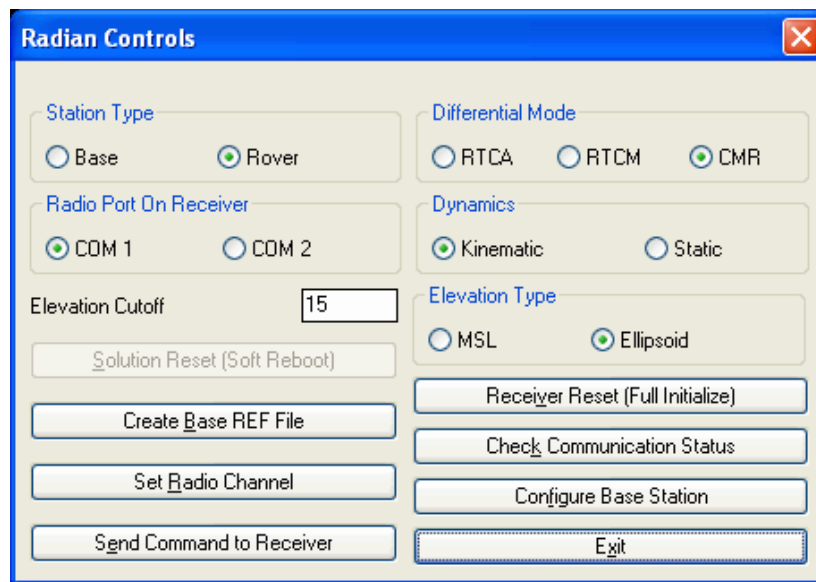 Radian Controls
Station Type
Base Rover
Differential Mode
RTCA RTCM CMR
Radio Port On Receiver
COM 1 COM 2
Dynamics
Kinematic Static
Elevation Cutoff 15
Elevation Type
MSL Ellipsoid
Solution Reset (Soft Reboot)
Create Base REF File
Set Radio Channel
Send Command to Receiver
Receiver Reset (Full Initialize)
Check Communication Status
Configure Base Station
Exit